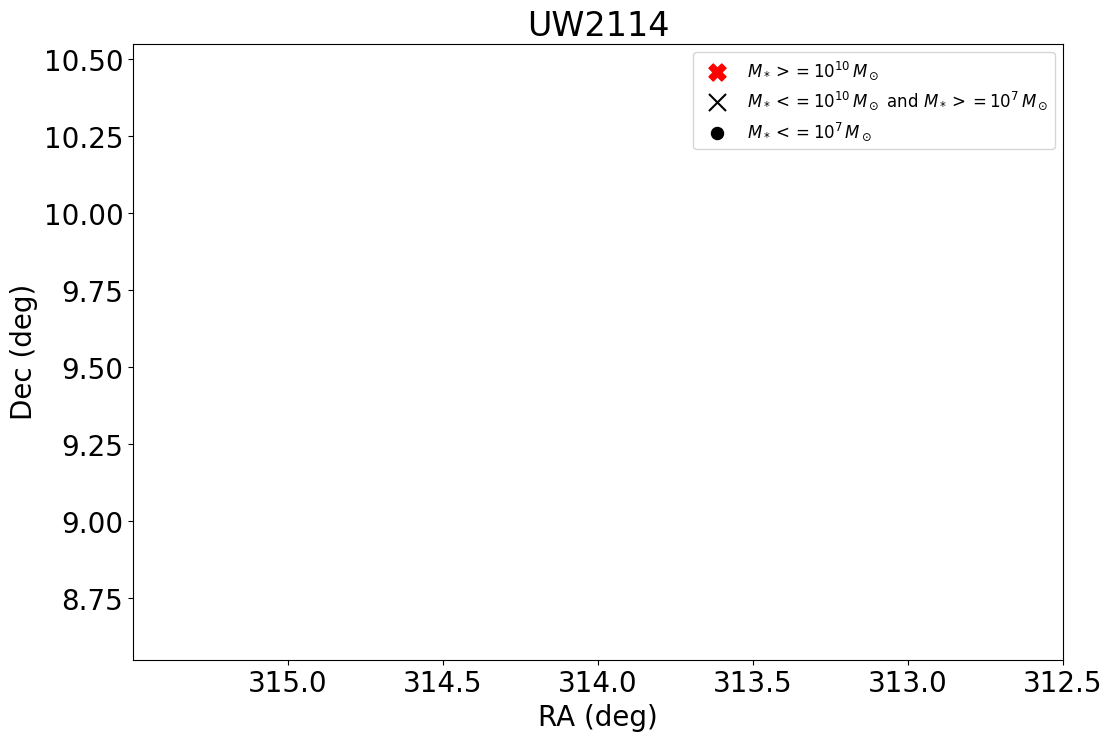 UW2114
10.50
10.25
10.00
9.75
9.50
9.25
9.00
8.75
Dec (deg)
M* >= 10^10 M⊙
M* <= 10^10 M⊙ and M* >= 10^7 M⊙
M* <= 10^7 M⊙
315.0 314.5 314.0 313.5 313.0 312.5
RA (deg)